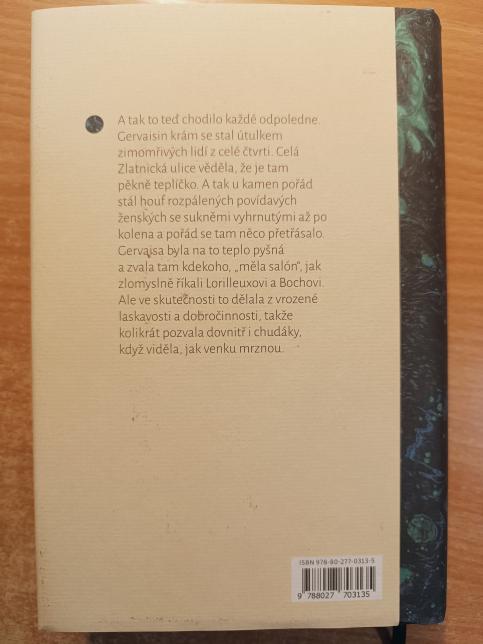 A tak to teď chodilo každé odpoledne.
Gervaisin krám se stal útulkem
zimomřivých lidí z celé čtvrti. Celá
Zlatnická ulice věděla, že je tam
pěkně teplíčko. A tak u kamen pořád
stál houf rozpálených povídavých
ženských se sukněmi vyhrnutými až po
kolena a pořád se tam něco přetřásalo.
Gervaisa byla na to teplo pyšná
a zvala tam kdekoho, „měla salón“, jak
zlomyslně říkali Lorilleuxovi a Bochovi.
Ale ve skutečnosti to dělala z vrozené
laskavosti a dobročinnosti, takže
kolikrát pozvala dovnitř i chudáky,
když viděla, jak venku mrznou.
ISBN 978-80-277-0313-5
9 788027 703135